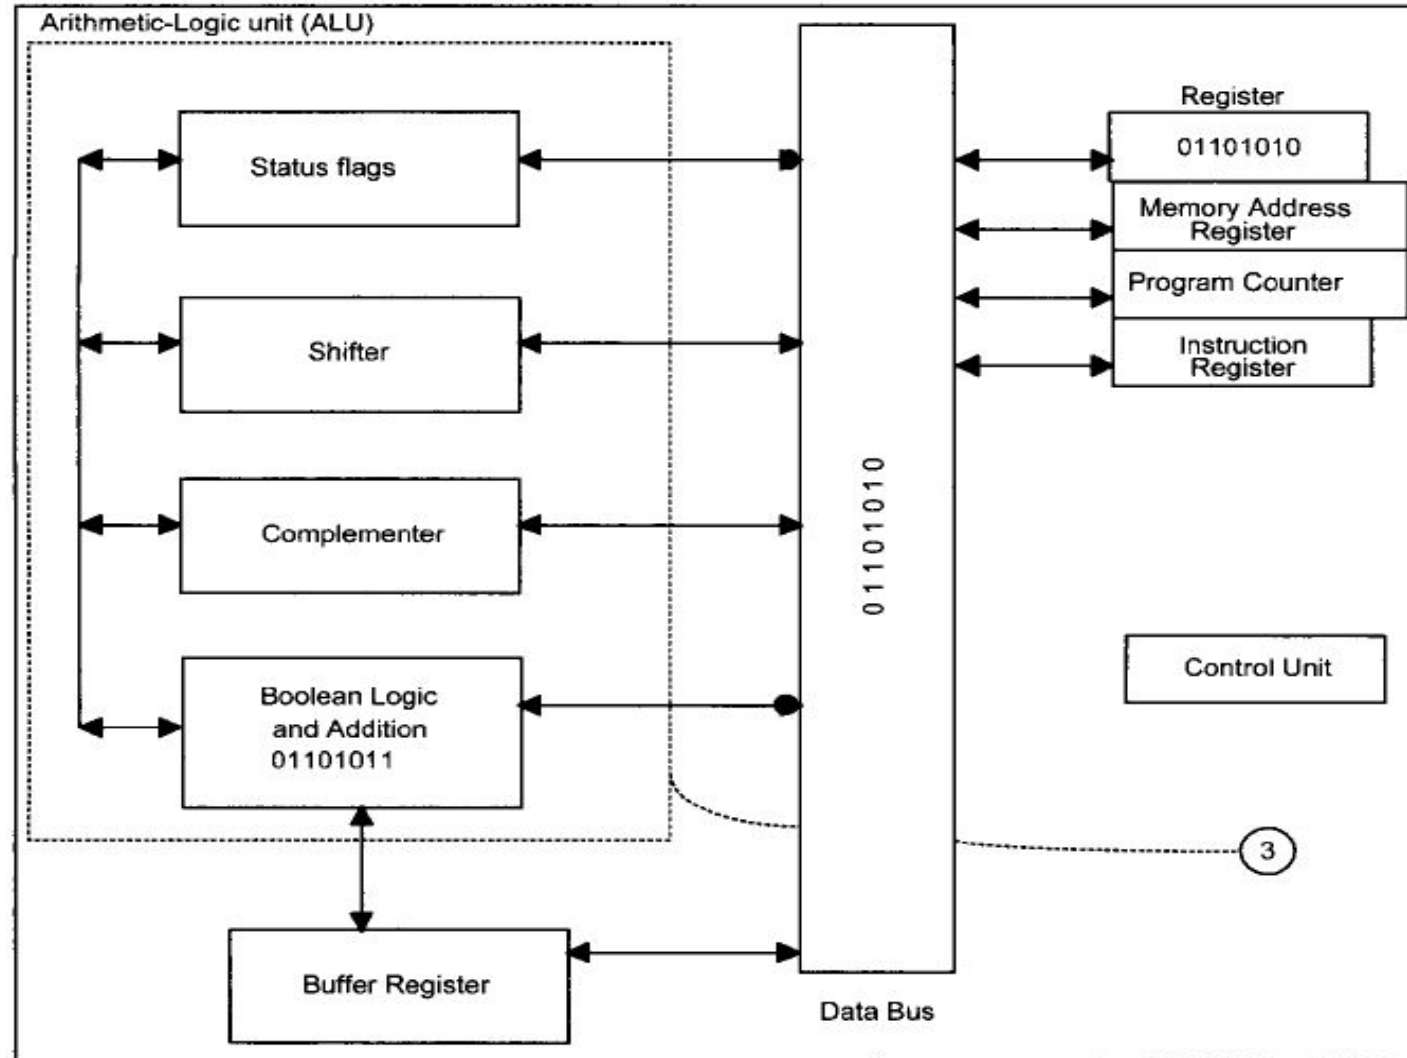 Arithmetic-Logic unit (ALU)
Status flags
Shifter
Complementer
Boolean Logic
and Addition
01101011
Buffer Register
01101010
Data Bus
Register
01101010
Memory Address
Register
Program Counter
Instruction
Register
Control Unit
3